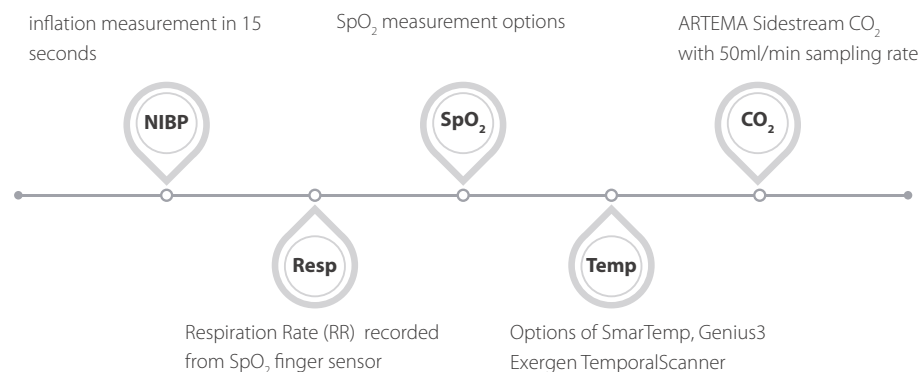 inflation measurement in 15
seconds
SpO₂ measurement options
ARTEMA Sidestream CO₂
with 50ml/min sampling rate
NIBP
SpO₂
CO₂
Resp
Temp
Respiration Rate (RR) recorded
from SpO₂ finger sensor
Options of SmarTemp, Genius3
Exergen TemporalScanner